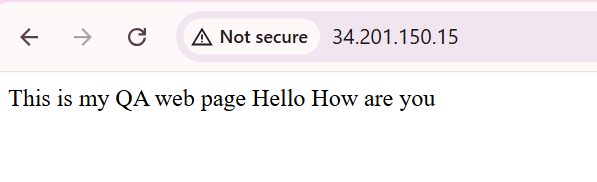 Not secure 34.201.150.15
This is my QA web page Hello How are you